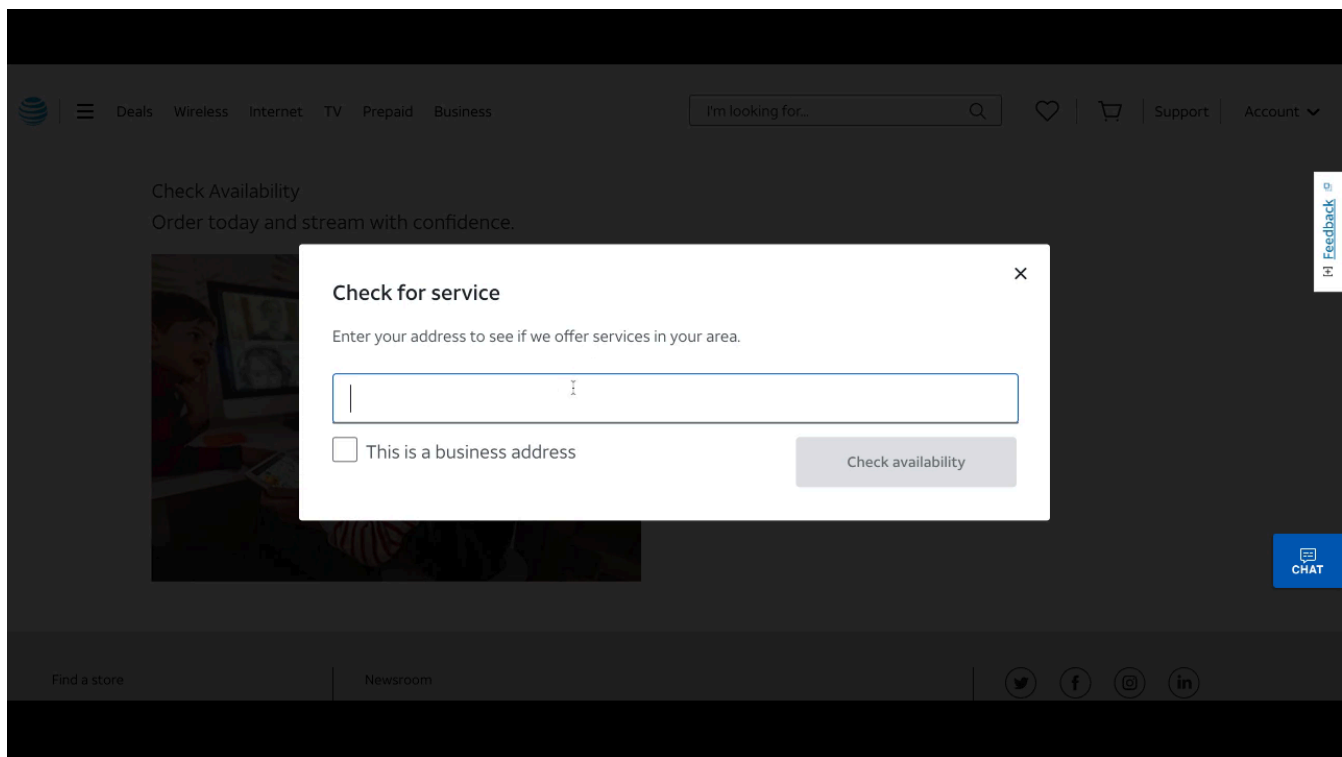 Deals Wireless Internet TV Prepaid Business I'm looking for... Support Account
Check Availability
Order today and stream with confidence.
[+] Feedback
Check for service
Enter your address to see if we offer services in your area.
This is a business address
Check availability
CHAT
Find a store Newsroom